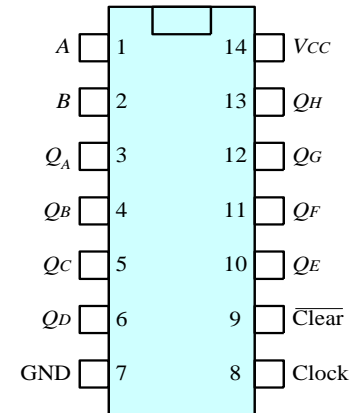 A 1 14 VCC
B 2 13 QH
QA 3 12 QG
QB 4 11 QF
QC 5 10 QE
QD 6 9 C̅l̅e̅a̅r̅
GND 7 8 Clock